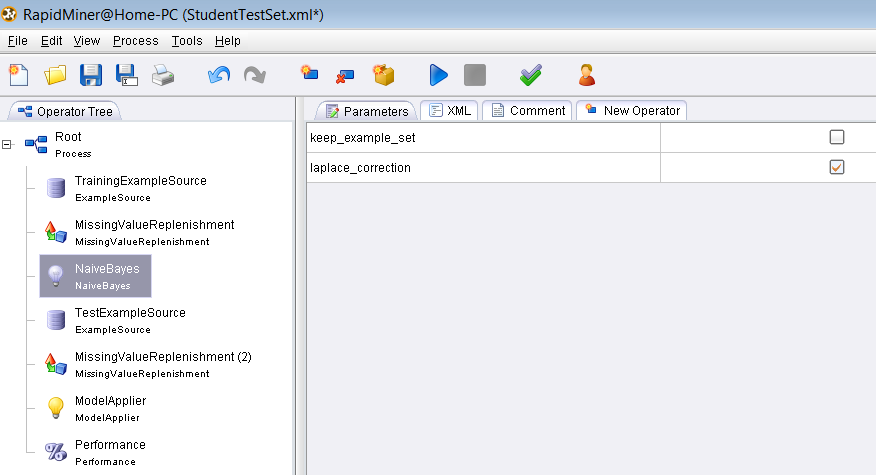 RapidMiner@Home-PC (StudentTestSet.xml*)
File Edit View Process Tools Help
Operator Tree
Root
Process
TrainingExampleSource
ExampleSource
MissingValueReplenishment
MissingValueReplenishment
NaiveBayes
NaiveBayes
TestExampleSource
ExampleSource
MissingValueReplenishment (2)
MissingValueReplenishment
ModelApplier
ModelApplier
Performance
Performance
Parameters XML Comment New Operator
keep_example_set
laplace_correction